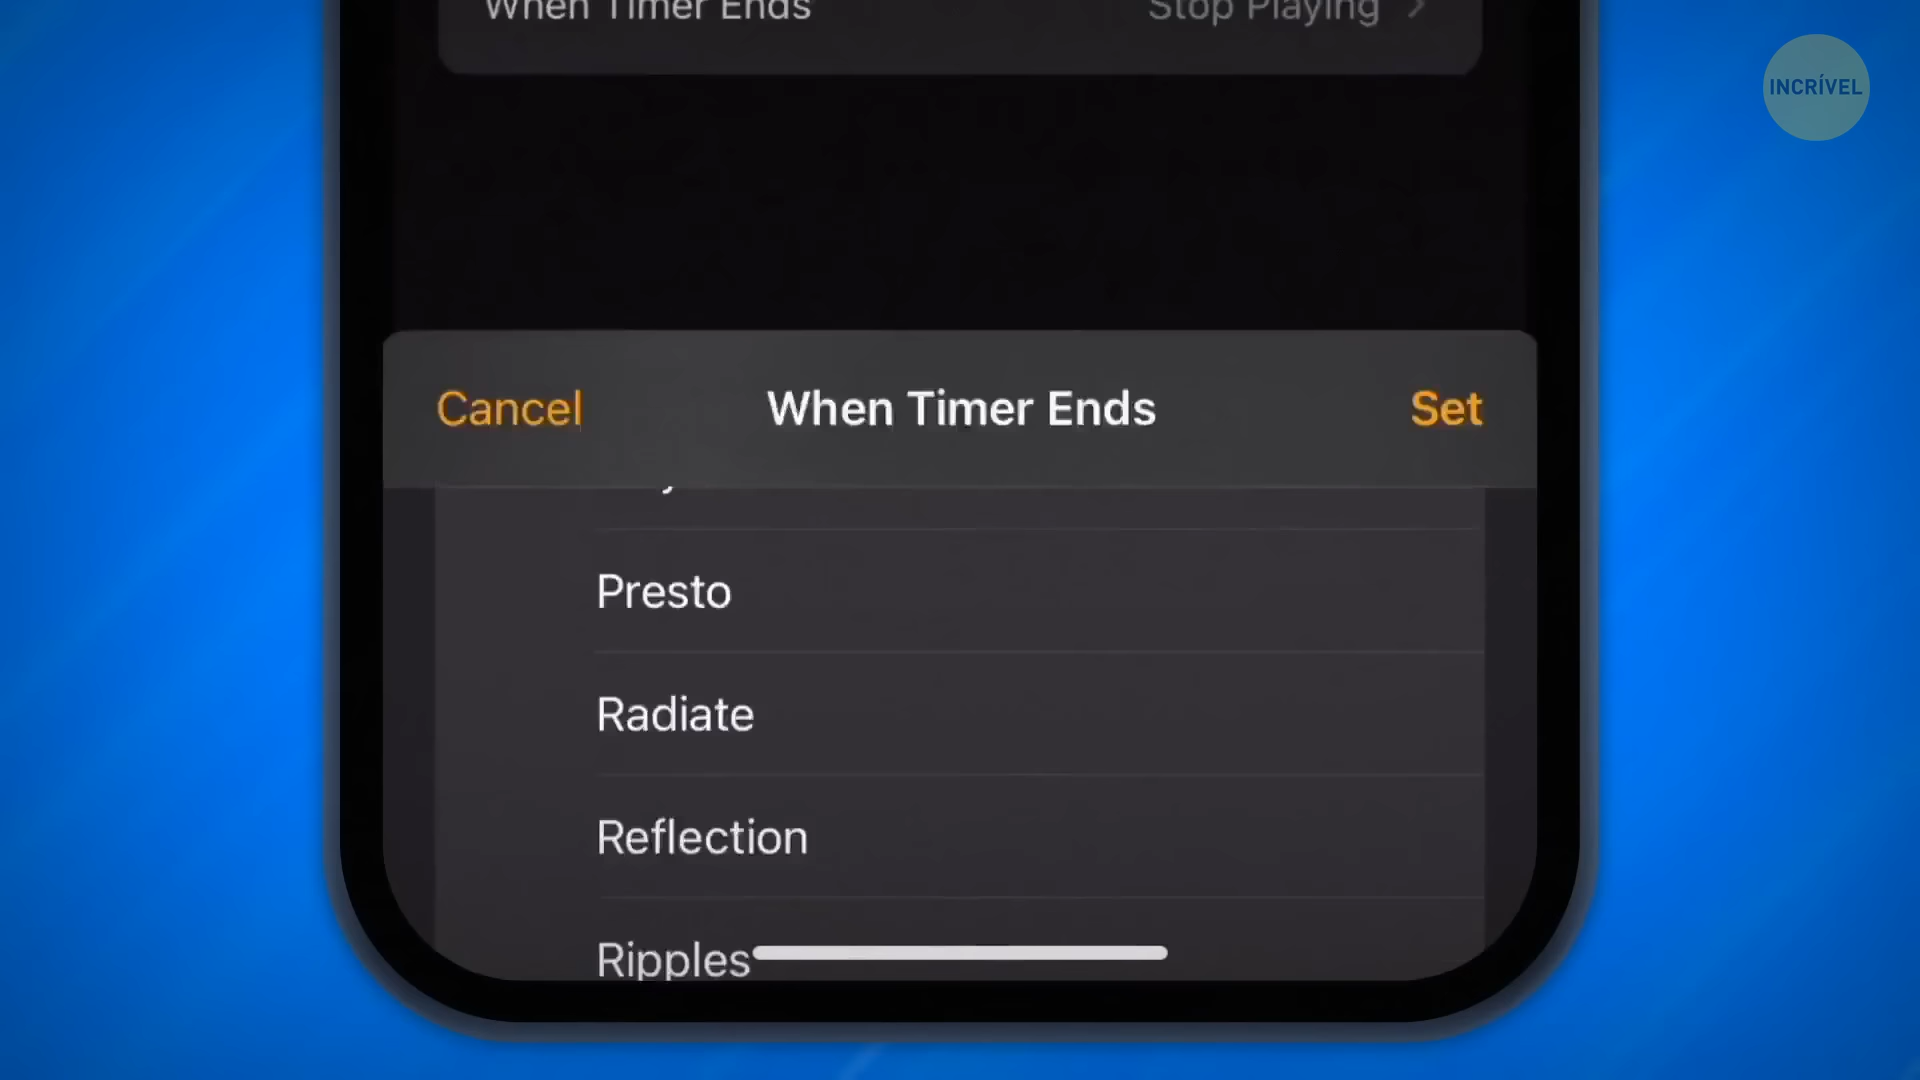 When Timer Ends Stop Playing
INCRÍVEL
Cancel When Timer Ends Set
Presto
Radiate
Reflection
Ripples